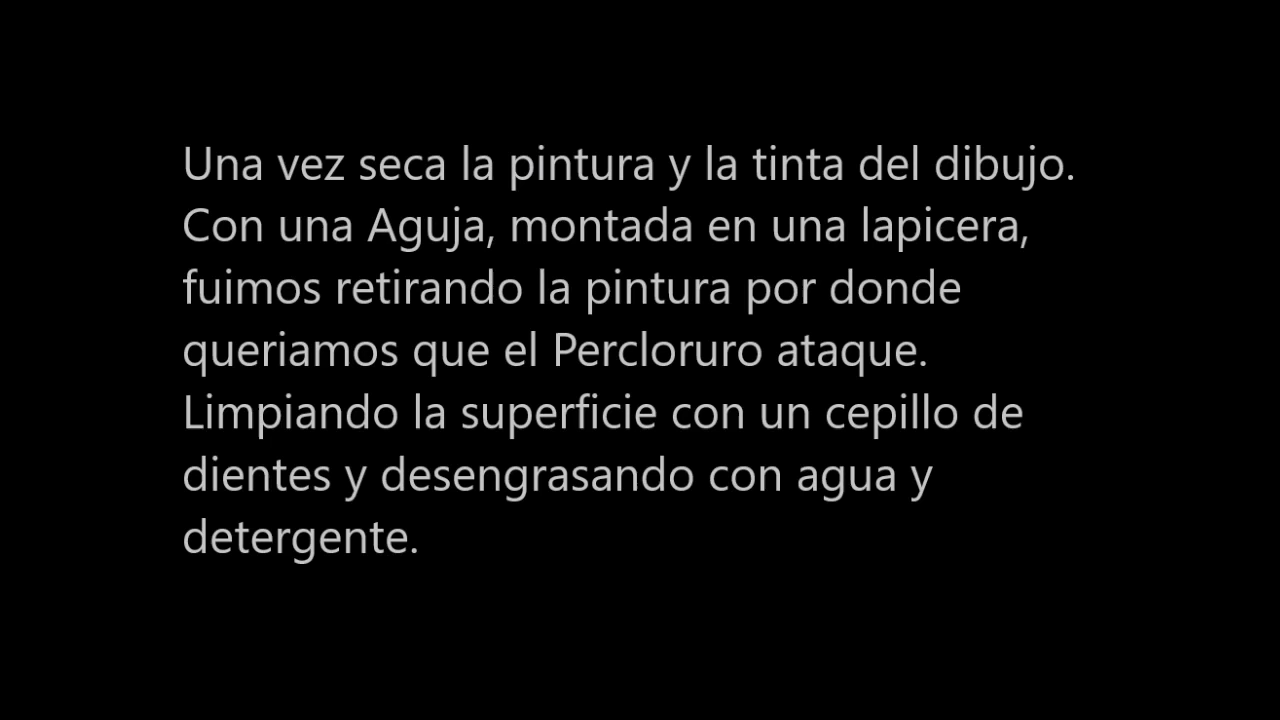 Una vez seca la pintura y la tinta del dibujo.
Con una Aguja, montada en una lapicera,
fuimos retirando la pintura por donde
queriamos que el Percloruro ataque.
Limpiando la superficie con un cepillo de
dientes y desengrasando con agua y
detergente.